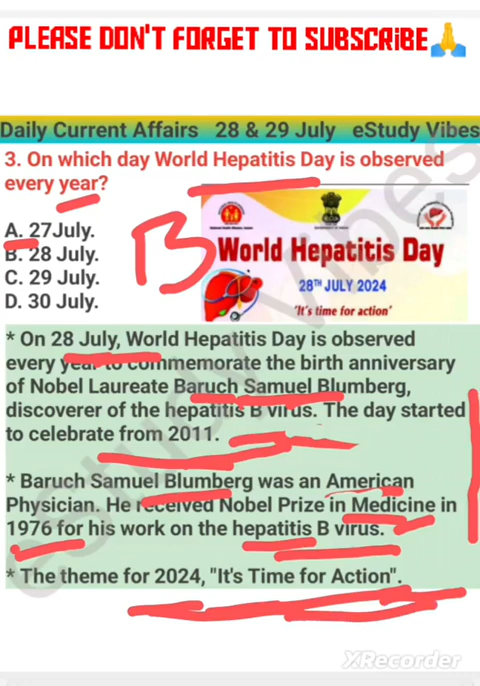 PLEASE DON'T FORGET TO SUBSCRIBE🙏
Daily Current Affairs 28 & 29 July eStudy Vibes
3. On which day World Hepatitis Day is observed
every year?
A. 27July.
B. 28 July.
C. 29 July.
D. 30 July.
B
World Hepatitis Day
28TH JULY 2024
'It's time for action'
* On 28 July, World Hepatitis Day is observed
every year to commemorate the birth anniversary
of Nobel Laureate Baruch Samuel Blumberg,
discoverer of the hepatitis B virus. The day started
to celebrate from 2011.
* Baruch Samuel Blumberg was an American
Physician. He received Nobel Prize in Medicine in
1976 for his work on the hepatitis B virus.
* The theme for 2024, "It's Time for Action".
eStudy Vibes
XRecorder